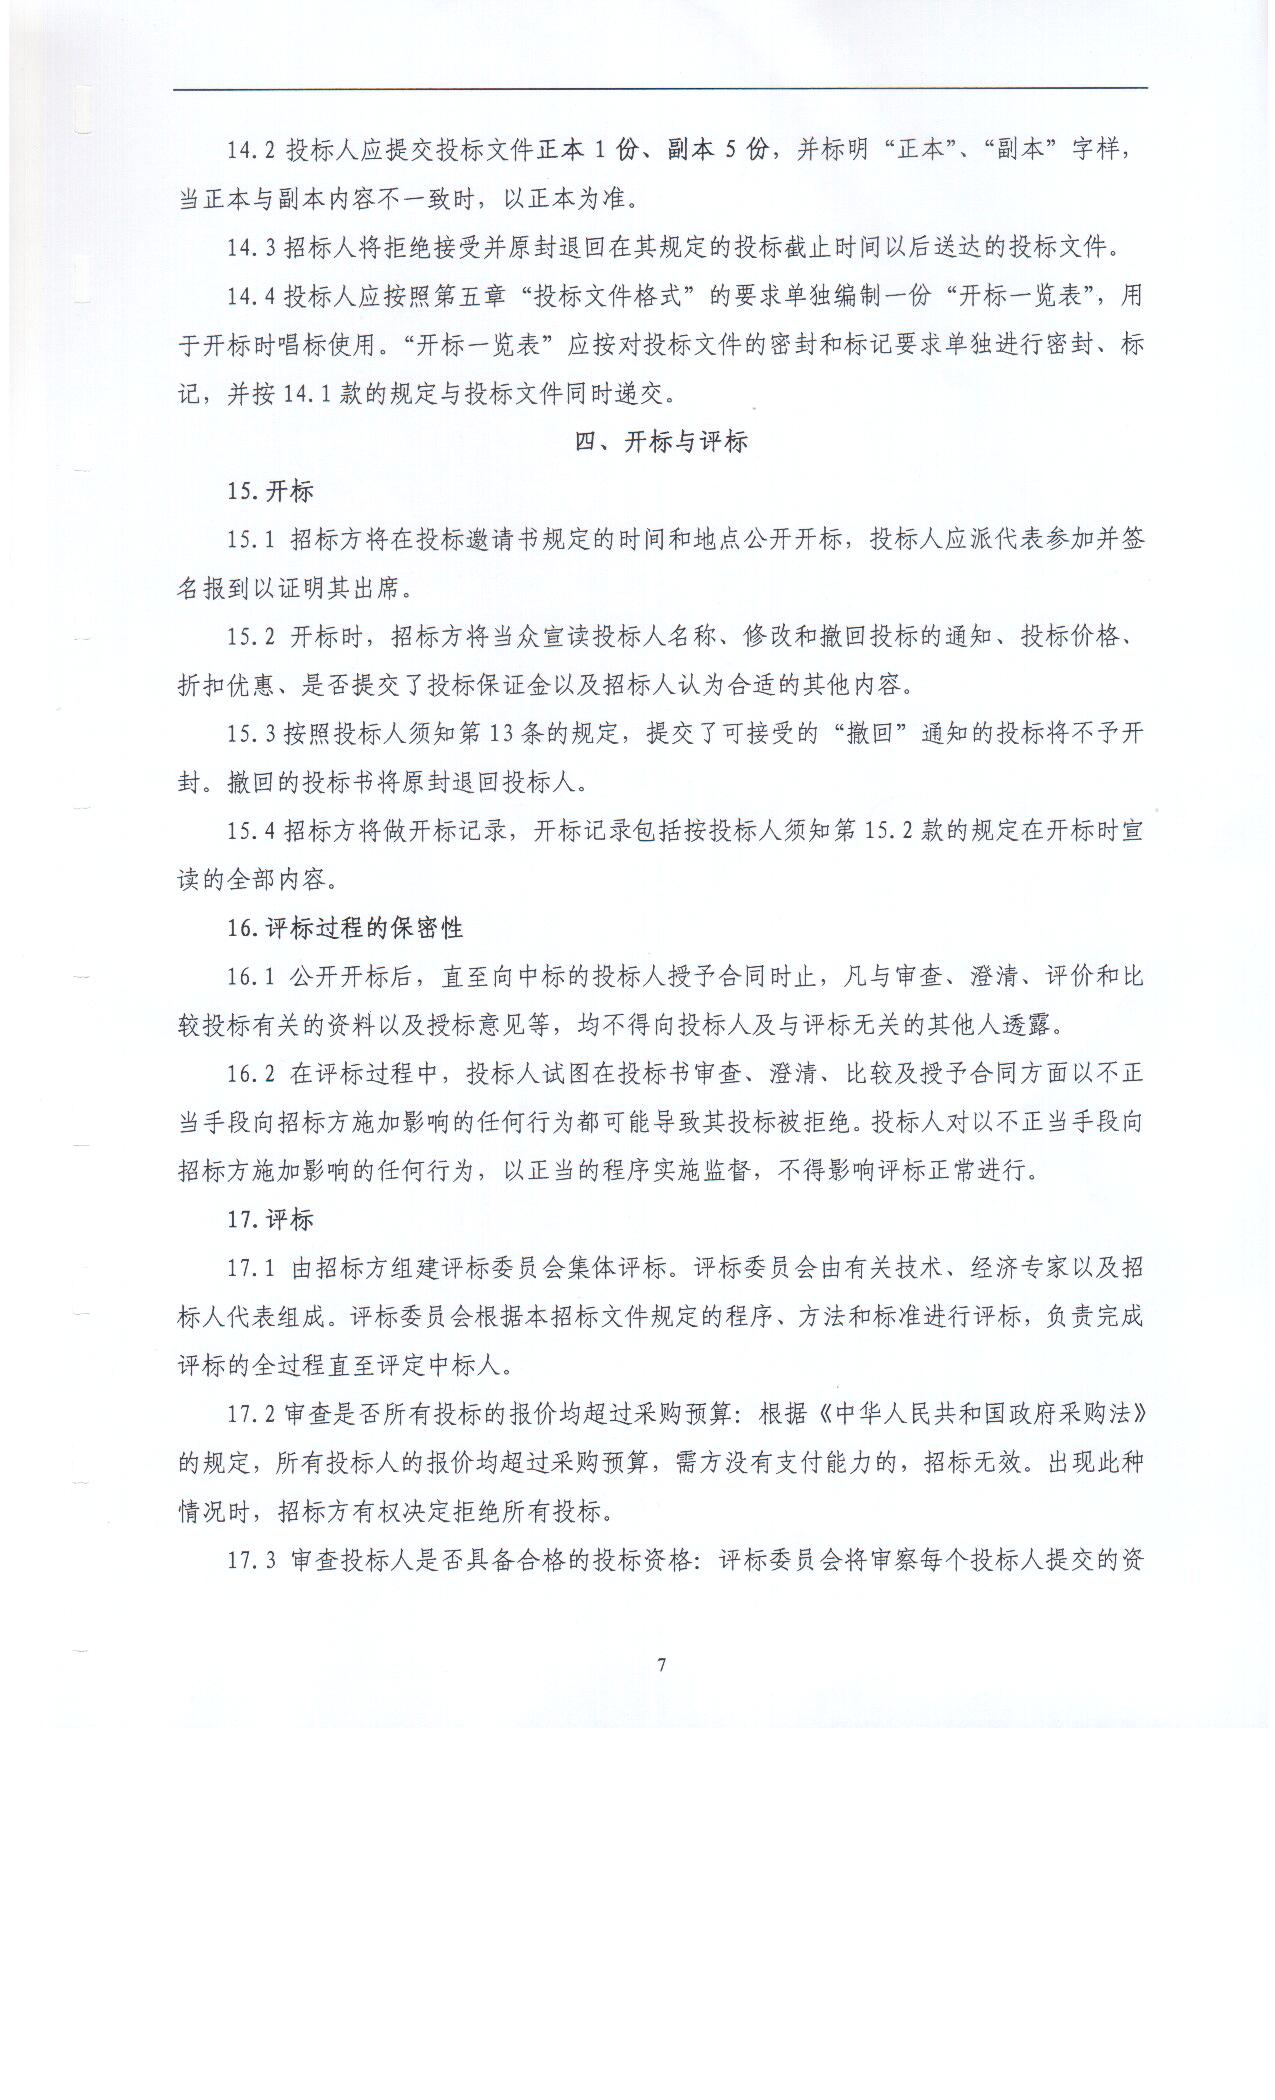 14.2 投标人应提交投标文件正本 1 份、副本 5 份，并标明“正本”、“副本”字样，
当正本与副本内容不一致时，以正本为准。
14.3 招标人将拒绝接受并原封退回在其规定的投标截止时间以后送达的投标文件。
14.4 投标人应按照第五章“投标文件格式”的要求单独编制一份“开标一览表”，用
于开标时唱标使用。“开标一览表”应按对投标文件的密封和标记要求单独进行密封、标
记，并按 14.1 款的规定与投标文件同时递交。
四、开标与评标
15.开标
15.1 招标方将在投标邀请书规定的时间和地点公开开标，投标人应派代表参加并签
名报到以证明其出席。
15.2 开标时，招标方将当众宣读投标人名称、修改和撤回投标的通知、投标价格、
折扣优惠、是否提交了投标保证金以及招标人认为合适的其他内容。
15.3 按照投标人须知第 13 条的规定，提交了可接受的“撤回”通知的投标将不予开
封。撤回的投标书将原封退回投标人。
15.4 招标方将做开标记录，开标记录包括按投标人须知第 15.2 款的规定在开标时宣
读的全部内容。
16.评标过程的保密性
16.1 公开开标后，直至向中标的投标人授予合同时止，凡与审查、澄清、评价和比
较投标有关的资料以及授标意见等，均不得向投标人及与评标无关的其他人透露。
16.2 在评标过程中，投标人试图在投标书审查、澄清、比较及授予合同方面以不正
当手段向招标方施加影响的任何行为都可能导致其投标被拒绝。投标人对以不正当手段向
招标方施加影响的任何行为，以正当的程序实施监督，不得影响评标正常进行。
17.评标
17.1 由招标方组建评标委员会集体评标。评标委员会由有关技术、经济专家以及招
标人代表组成。评标委员会根据本招标文件规定的程序、方法和标准进行评标，负责完成
评标的全过程直至评定中标人。
17.2 审查是否所有投标的报价均超过采购预算：根据《中华人民共和国政府采购法》
的规定，所有投标人的报价均超过采购预算，需方没有支付能力的，招标无效。出现此种
情况时，招标方有权决定拒绝所有投标。
17.3 审查投标人是否具备合格的投标资格：评标委员会将审察每个投标人提交的资
7